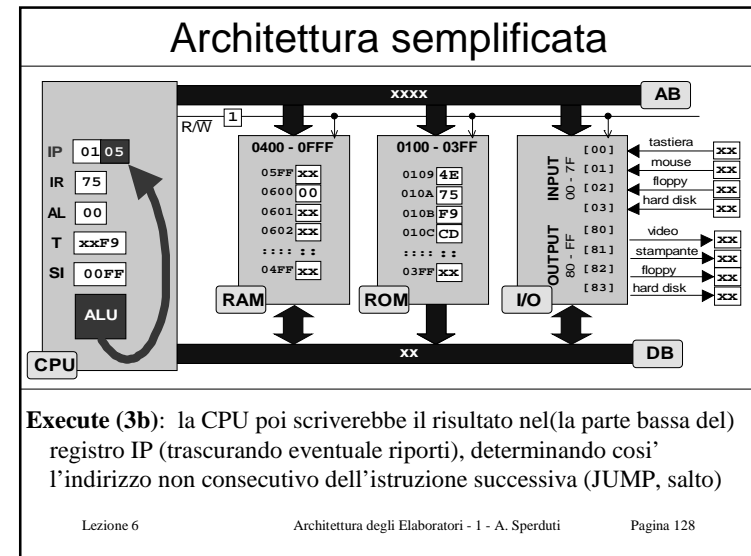 Architettura semplificata
xxxx
AB
R/W 1
IP 01 05
IR 75
AL 00
T xxF9
SI 00FF
ALU
CPU
0400 - 0FFF
05FF xx
0600 00
0601 xx
0602 xx
:::: ::
04FF xx
RAM
0100 - 03FF
0109 4E
010A 75
010B F9
010C CD
:::: ::
03FF xx
ROM
INPUT
00 - 7F
[00] tastiera xx
[01] mouse xx
[02] floppy xx
[03] hard disk xx
OUTPUT
80 - FF
[80] video xx
[81] stampante xx
[82] floppy xx
[83] hard disk xx
I/O
xx
DB
Execute (3b): la CPU poi scriverebbe il risultato nel(la parte bassa del)
registro IP (trascurando eventuale riporti), determinando cosi'
l'indirizzo non consecutivo dell'istruzione successiva (JUMP, salto)
Lezione 6 Architettura degli Elaboratori - 1 - A. Sperduti Pagina 128